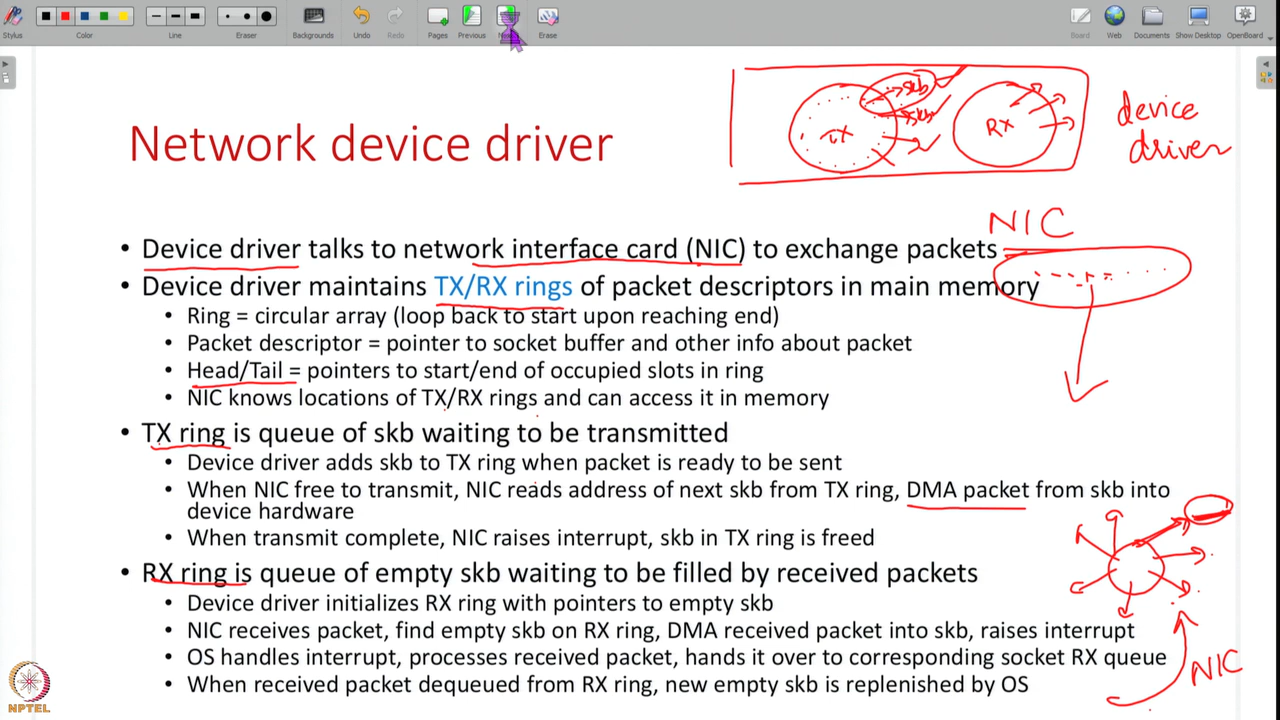 Stylus
Color
Line
Eraser
Backgrounds
Undo
Redo
Pages
Previous
Erase
Board
Web
Documents
Show Desktop
OpenBoard
skb
skb
TX
RX
device
driver
Network device driver
NIC
• Device driver talks to network interface card (NIC) to exchange packets
• Device driver maintains TX/RX rings of packet descriptors in main memory
• Ring = circular array (loop back to start upon reaching end)
• Packet descriptor = pointer to socket buffer and other info about packet
• Head/Tail = pointers to start/end of occupied slots in ring
• NIC knows locations of TX/RX rings and can access it in memory
• TX ring is queue of skb waiting to be transmitted
• Device driver adds skb to TX ring when packet is ready to be sent
• When NIC free to transmit, NIC reads address of next skb from TX ring, DMA packet from skb into
device hardware
• When transmit complete, NIC raises interrupt, skb in TX ring is freed
• RX ring is queue of empty skb waiting to be filled by received packets
• Device driver initializes RX ring with pointers to empty skb
• NIC receives packet, find empty skb on RX ring, DMA received packet into skb, raises interrupt
• OS handles interrupt, processes received packet, hands it over to corresponding socket RX queue
• When received packet dequeued from RX ring, new empty skb is replenished by OS
NIC
NPTEL